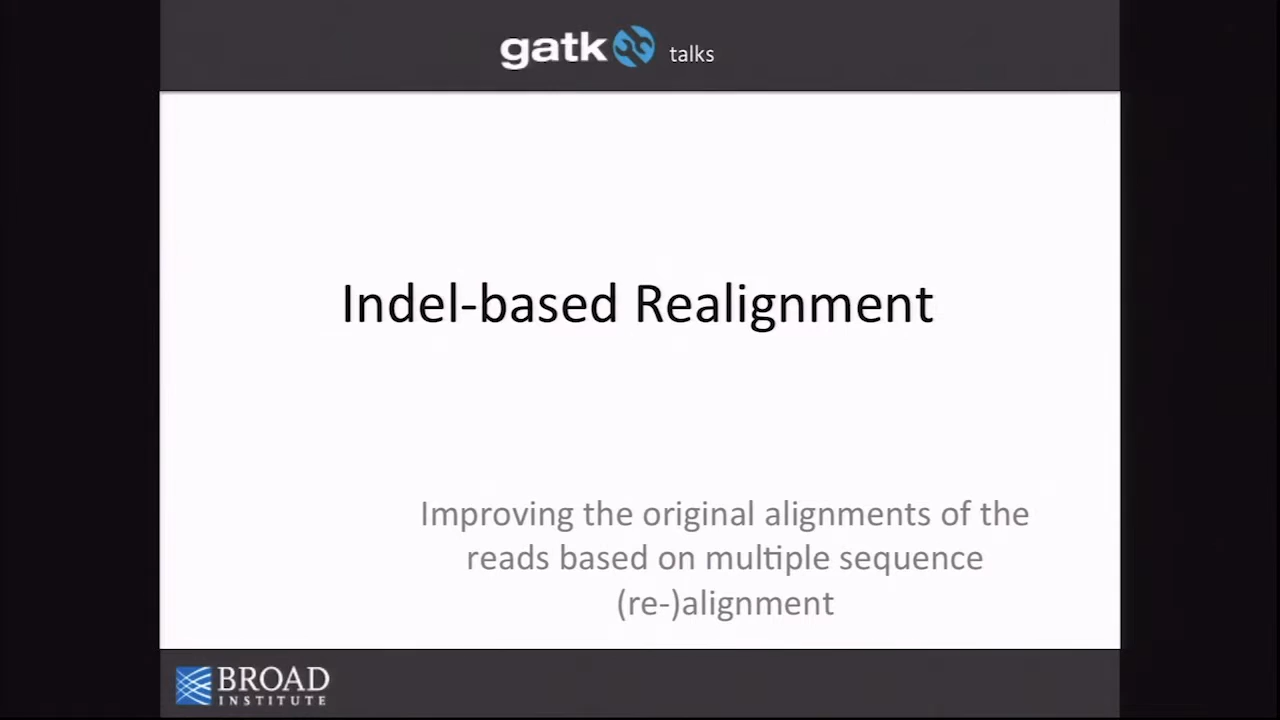 gatk talks
Indel-based Realignment
Improving the original alignments of the
reads based on multiple sequence
(re-)alignment
BROAD
INSTITUTE